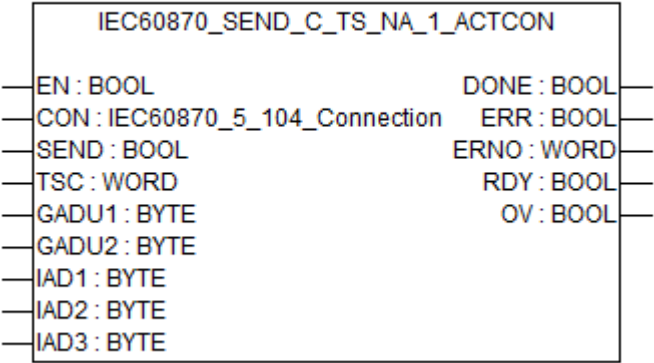 IEC60870_SEND_C_TS_NA_1_ACTCON
EN : BOOL DONE : BOOL
CON : IEC60870_5_104_Connection ERR : BOOL
SEND : BOOL ERNO : WORD
TSC : WORD RDY : BOOL
GADU1 : BYTE OV : BOOL
GADU2 : BYTE
IAD1 : BYTE
IAD2 : BYTE
IAD3 : BYTE